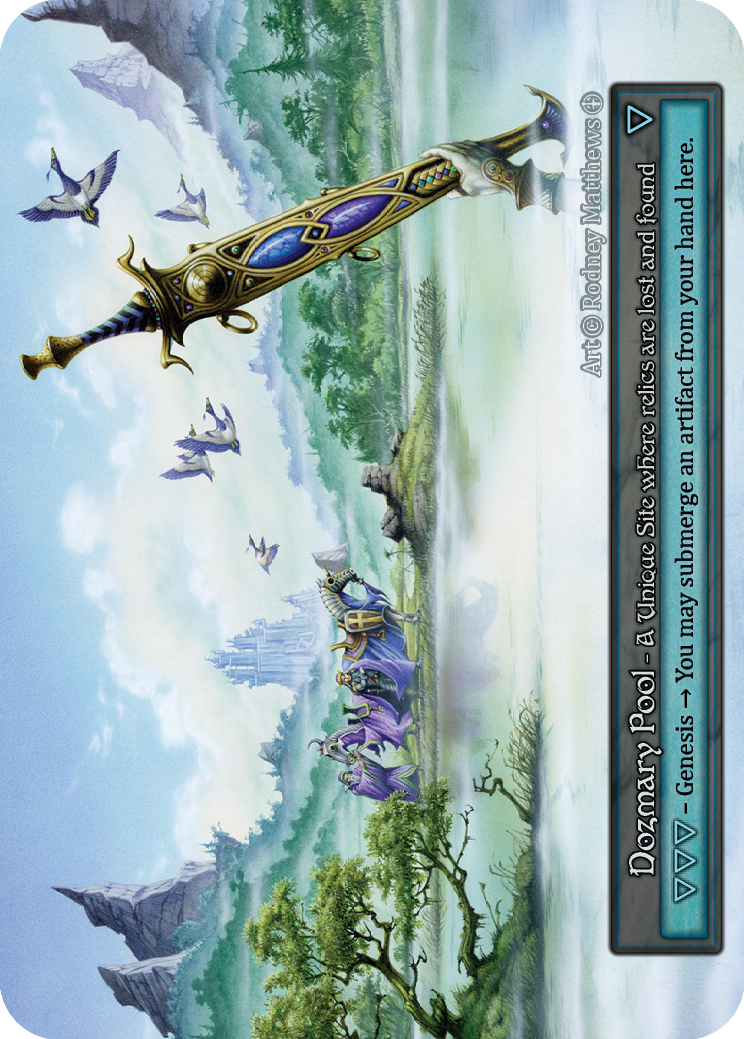 Art © Rodney Matthews
Dozmary Pool - A Unique Site where relics are lost and found
– Genesis → You may submerge an artifact from your hand here.